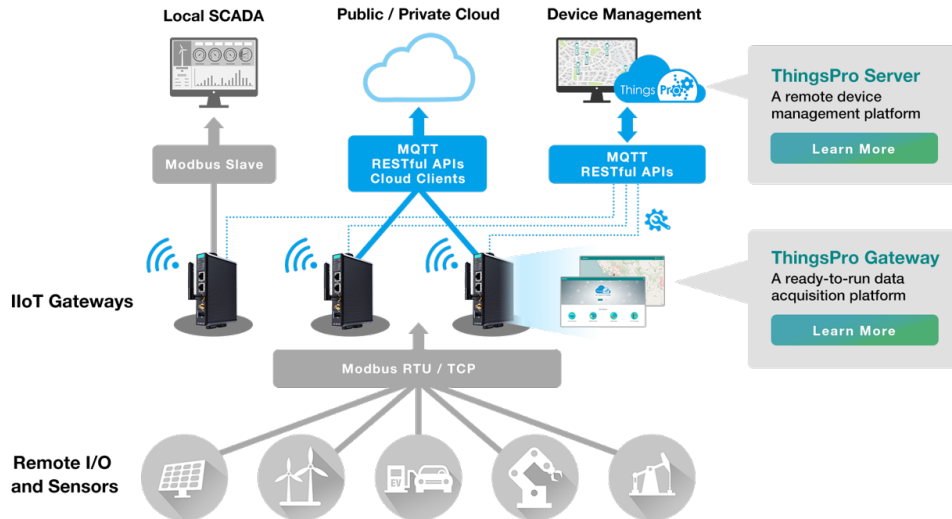 Local SCADA
Public / Private Cloud
Device Management
Things Pro
ThingsPro Server
A remote device
management platform
Learn More
Modbus Slave
MQTT
RESTful APIs
Cloud Clients
MQTT
RESTful APIs
IIoT Gateways
ThingsPro Gateway
A ready-to-run data
acquisition platform
Learn More
Modbus RTU / TCP
Remote I/O
and Sensors
EV